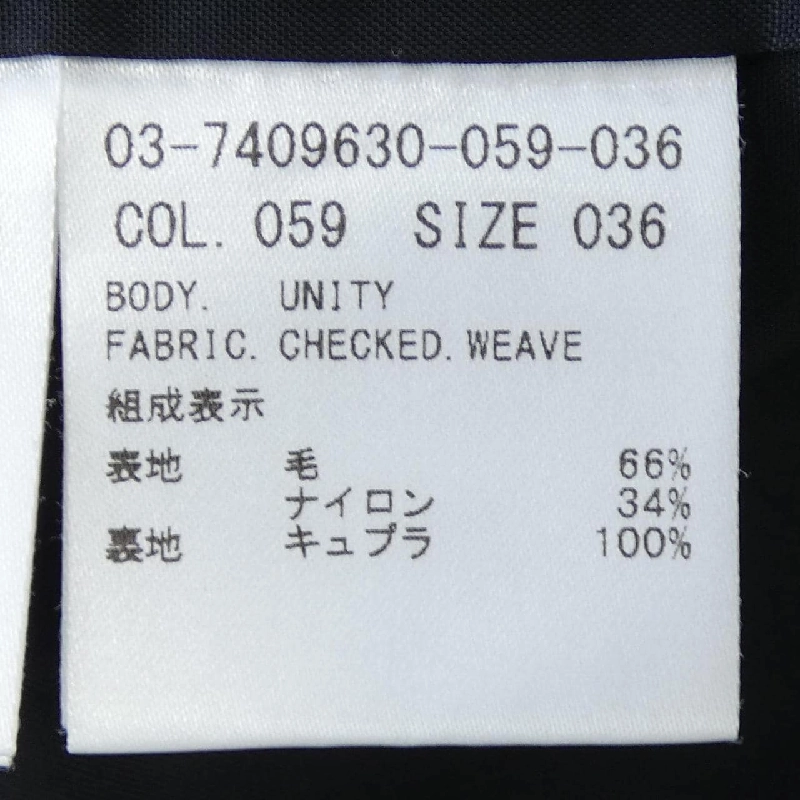 03-7409630-059-036
COL. 059 SIZE 036
BODY. UNITY
FABRIC. CHECKED. WEAVE
組成表示
表地 毛 66%
ナイロン 34%
裏地 キュプラ 100%